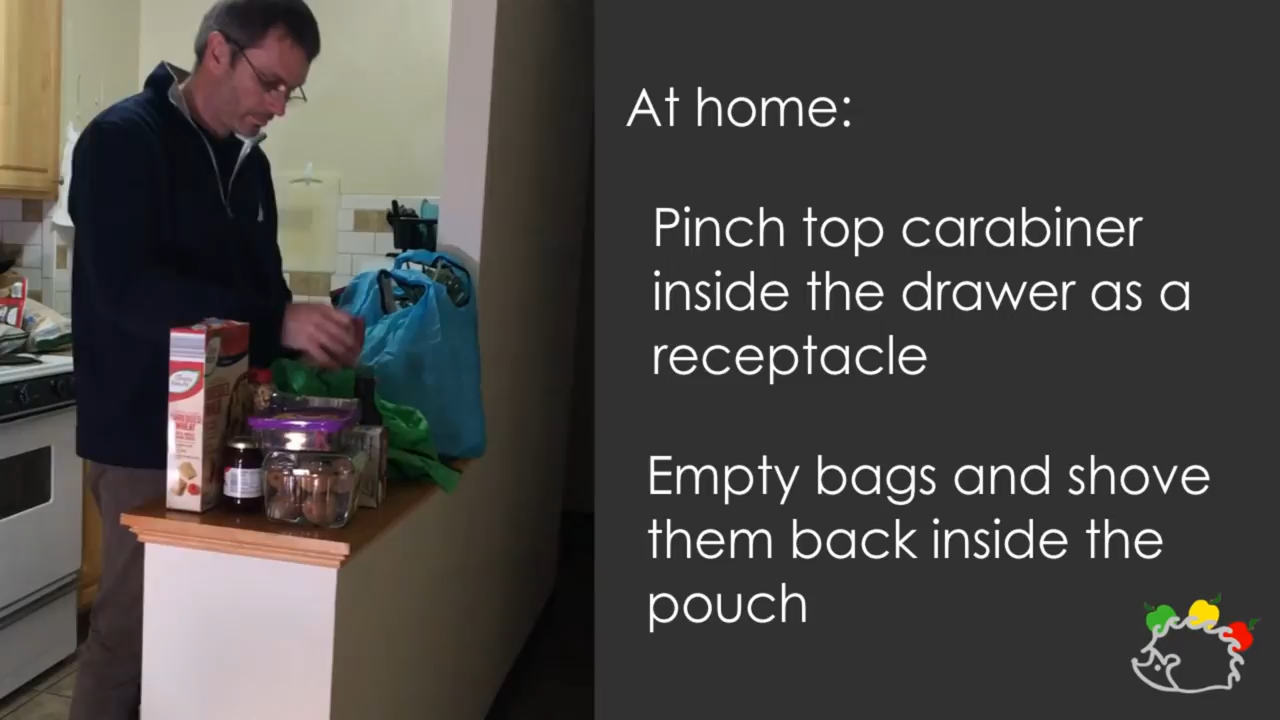 At home:
Pinch top carabiner
inside the drawer as a
receptacle
Empty bags and shove
them back inside the
pouch
WHEAT